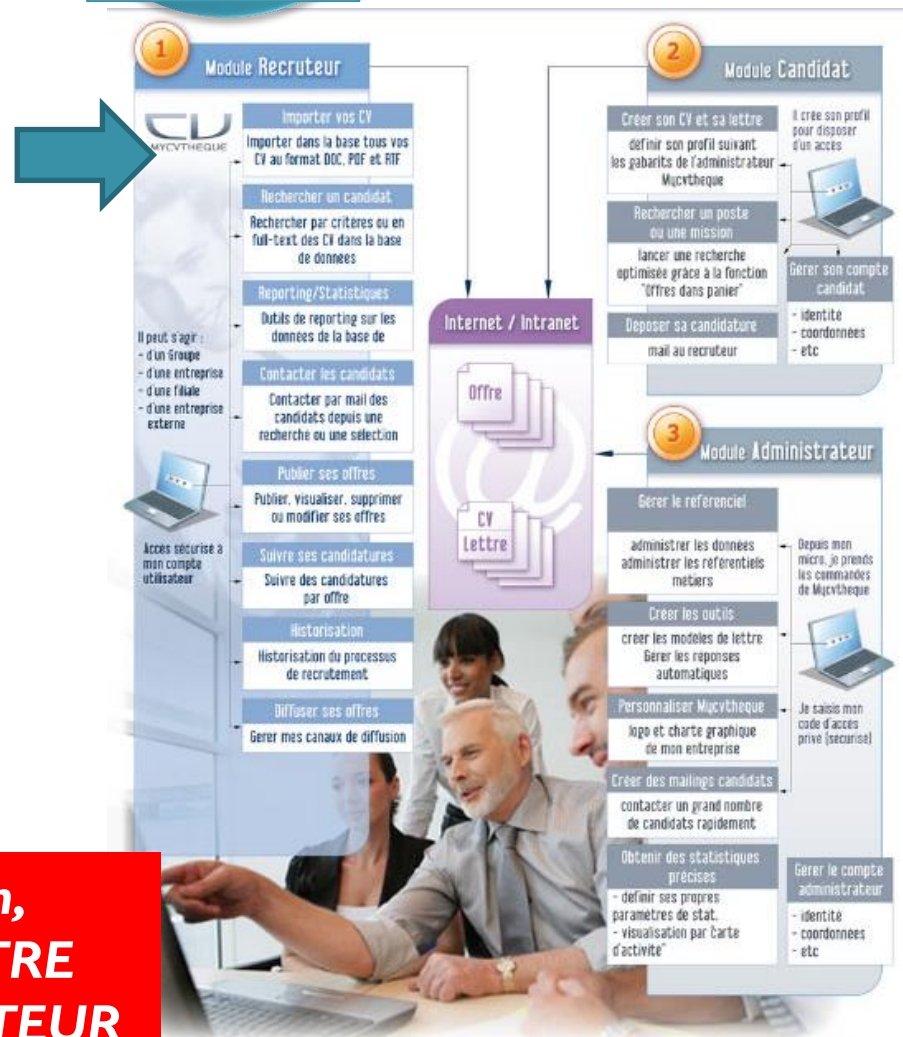 1
Module Recruteur
CV
MYCVTHEQUE
Importer vos CV
Importer dans la base tous vos
CV au format DOC, PDF et RTF
Rechercher un candidat
Rechercher par critères ou en
full-text des CV dans la base
de données
Reporting/Statistiques
Outils de reporting sur les
données de la base de
Il peut s'agir :
- d'un Groupe
- d'une entreprise
- d'une filiale
- d'une entreprise
externe
Contacter les candidats
Contacter par mail des
candidats depuis une
recherche ou une sélection
Publier ses offres
Publier, visualiser, supprimer
ou modifier ses offres
Accès sécurisé à
mon compte
utilisateur
Suivre ses candidatures
Suivre des candidatures
par offre
Historisation
Historisation du processus
de recrutement
Diffuser ses offres
Gerer mes canaux de diffusion
Internet / Intranet
Offre
@
CV
Lettre
2
Module Candidat
Créer son CV et sa lettre
définir son profil suivant
les gabarits de l'administrateur
Mycvtheque
Il crée son profil
pour disposer
d'un accès
Rechercher un poste
ou une mission
lancer une recherche
optimisée grâce à la fonction
"Offres dans panier"
Gérer son compte
candidat
- identité
- coordonnées
- etc
Déposer sa candidature
mail au recruteur
3
Module Administrateur
Gerer le référenciel
administrer les données
administrer les référentiels
métiers
Depuis mon
micro, je prends
les commandes
de Mycvtheque
Creer les outils
creer les modèles de lettre
Gérer les réponses
automatiques
Personnaliser Mycvtheque
logo et charte graphique
de mon entreprise
Je saisis mon
code d'accès
privé (sécurisé)
Créer des mailings candidats
contacter un grand nombre
de candidats rapidement
Obtenir des statistiques
précises
- définir ses propres
paramètres de stat.
- visualisation par "carte
d'activité"
Gérer le compte
administrateur
- identité
- coordonnées
- etc
n,
TRE
TEUR